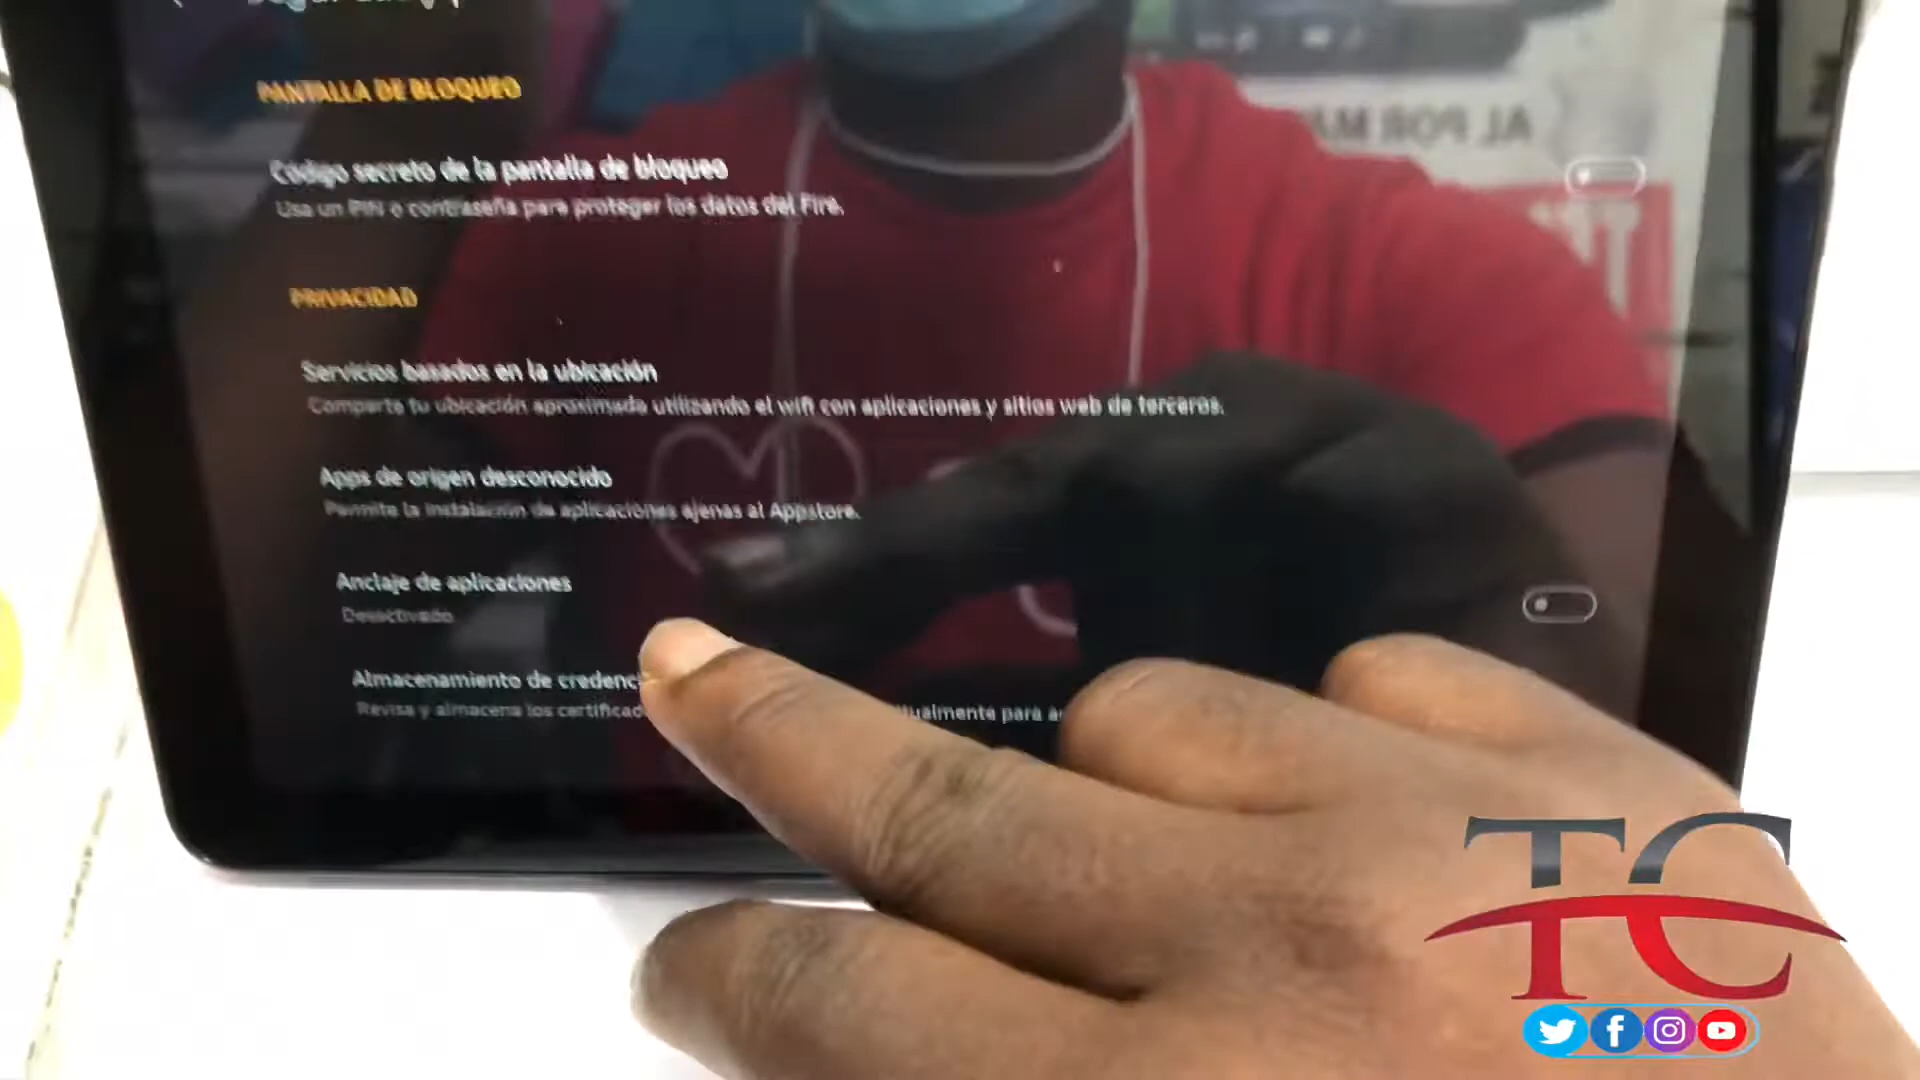 PANTALLA DE BLOQUEO
Código secreto de la pantalla de bloqueo
Usa un PIN o contraseña para proteger los datos del Fire.
PRIVACIDAD
Servicios basados en la ubicación
Comparte tu ubicación aproximada utilizando el wifi con aplicaciones y sitios web de terceros.
Apps de origen desconocido
Permite la instalación de aplicaciones ajenas al Appstore.
Anclaje de aplicaciones
Desactivado
Almacenamiento de
Revisa y almacena los para
AL POR
TC